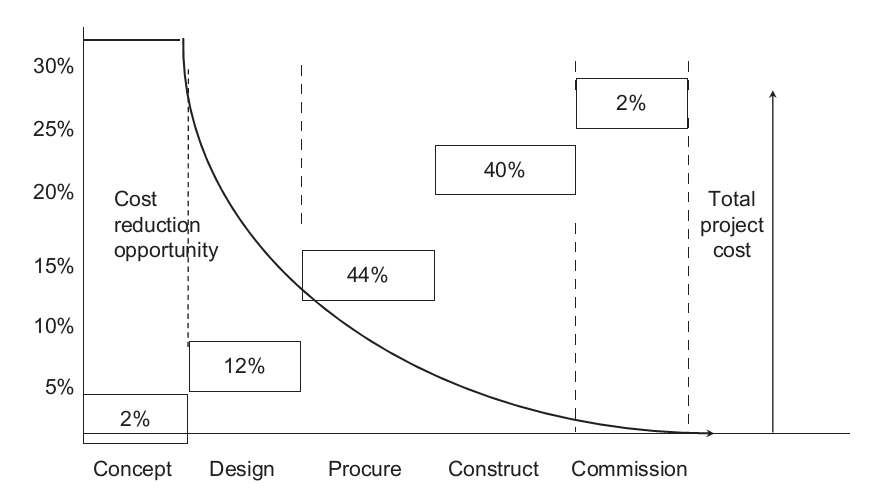 30%
25%
20%
15%
10%
5%
Cost
reduction
opportunity
2%
12%
44%
40%
2%
Total
project
cost
Concept
Design
Procure
Construct
Commission